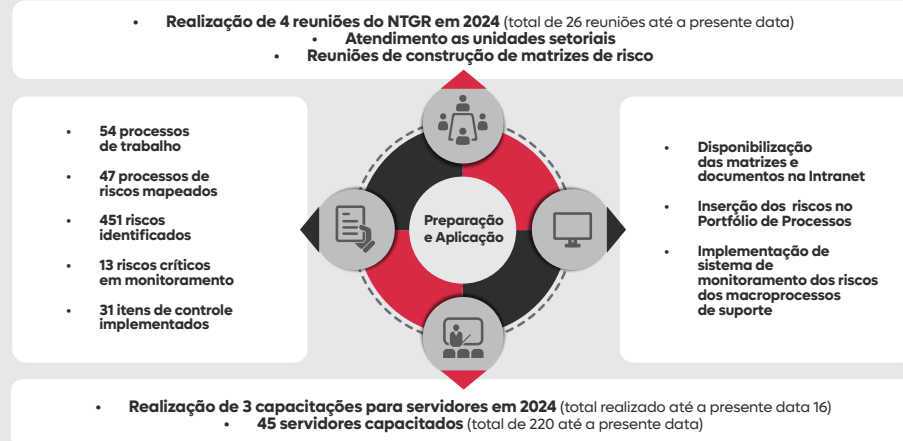 • Realização de 4 reuniões do NTGR em 2024 (total de 26 reuniões até a presente data)
• Atendimento as unidades setoriais
• Reuniões de construção de matrizes de risco
• 54 processos
de trabalho
• 47 processos de
riscos mapeados
• 451 riscos
identificados
• 13 riscos críticos
em monitoramento
• 31 itens de controle
implementados
Preparação
e Aplicação
• Disponibilização
das matrizes e
documentos na Intranet
• Inserção dos riscos no
Portfólio de Processos
• Implementação de
sistema de
monitoramento dos riscos
dos macroprocessos
de suporte
• Realização de 3 capacitações para servidores em 2024 (total realizado até a presente data 16)
• 45 servidores capacitados (total de 220 até a presente data)